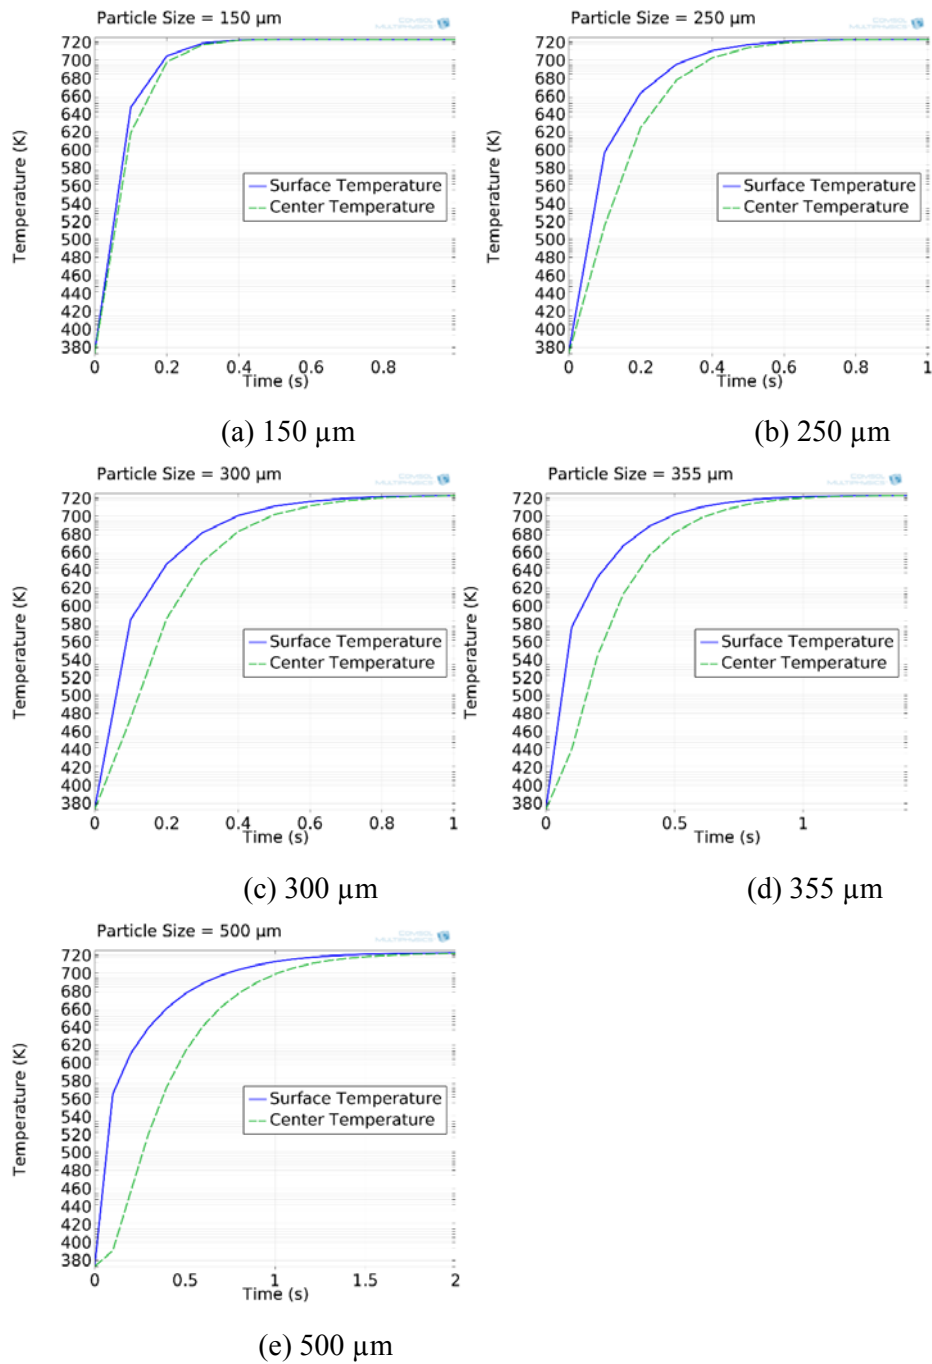 Particle Size = 150 µm
COMSOL
MULTIPHYSICS
720
700
680
660
640
620
600
580
560
540
520
500
480
460
440
420
400
380
Temperature (K)
Surface Temperature
Center Temperature
0 0.2 0.4 0.6 0.8
Time (s)
(a) 150 µm
Particle Size = 250 µm
COMSOL
MULTIPHYSICS
720
700
680
660
640
620
600
580
560
540
520
500
480
460
440
420
400
380
Temperature (K)
Surface Temperature
Center Temperature
0 0.2 0.4 0.6 0.8 1
Time (s)
(b) 250 µm
Particle Size = 300 µm
COMSOL
MULTIPHYSICS
720
700
680
660
640
620
600
580
560
540
520
500
480
460
440
420
400
380
Temperature (K)
Surface Temperature
Center Temperature
0 0.2 0.4 0.6 0.8 1
Time (s)
(c) 300 µm
Particle Size = 355 µm
COMSOL
MULTIPHYSICS
720
700
680
660
640
620
600
580
560
540
520
500
480
460
440
420
400
380
Temperature (K)
Surface Temperature
Center Temperature
0 0.5 1
Time (s)
(d) 355 µm
Particle Size = 500 µm
COMSOL
MULTIPHYSICS
720
700
680
660
640
620
600
580
560
540
520
500
480
460
440
420
400
380
Temperature (K)
Surface Temperature
Center Temperature
0 0.5 1 1.5 2
Time (s)
(e) 500 µm